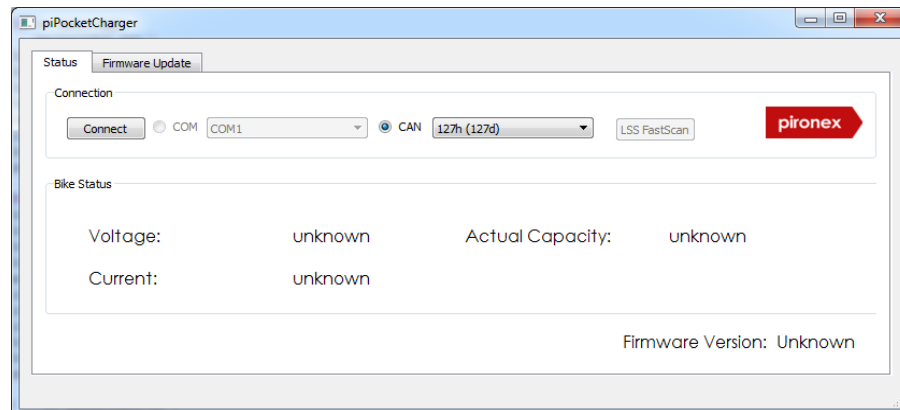 piPocketCharger
Status Firmware Update
Connection
Connect COM COM1 CAN 127h (127d) LSS FastScan pironex
Bike Status
Voltage: unknown Actual Capacity: unknown
Current: unknown
Firmware Version: Unknown